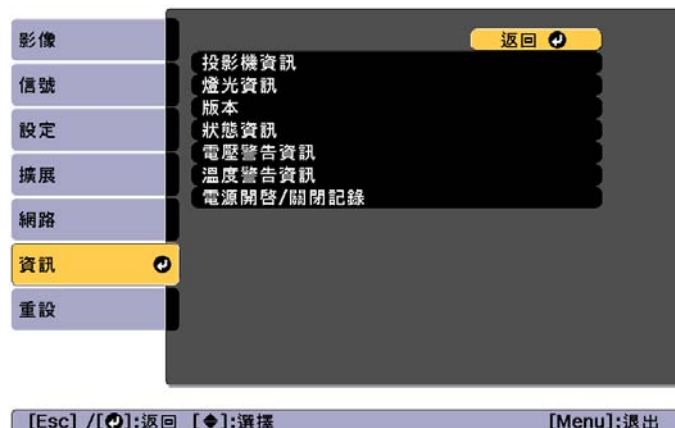 影像
信號
設定
擴展
網路
資訊
重設
返回
投影機資訊
燈光資訊
版本
狀態資訊
電壓警告資訊
溫度警告資訊
電源開啓/關閉記錄
[Esc] /[]:返回 []:選擇 [Menu]:退出